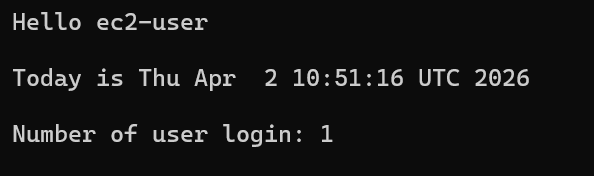 Hello ec2-user
Today is Thu Apr  2 10:51:16 UTC 2026
Number of user login: 1